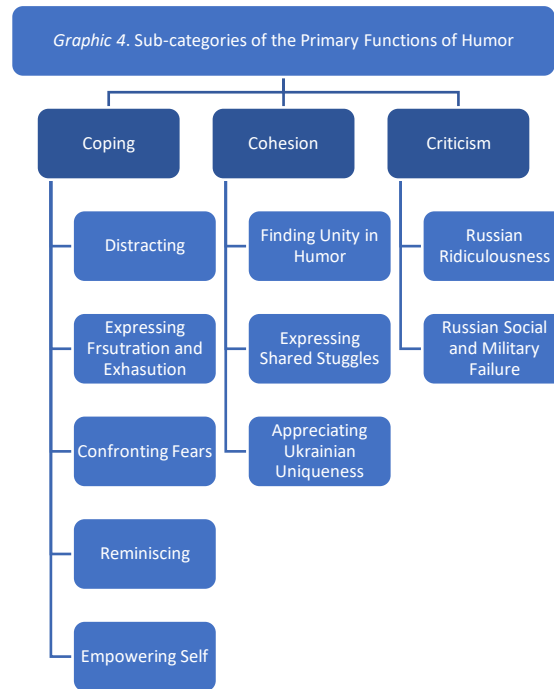 Graphic 4. Sub-categories of the Primary Functions of Humor
Coping
Cohesion
Criticism
Distracting
Expressing
Frsutration and
Exhasution
Confronting Fears
Reminiscing
Empowering Self
Finding Unity in
Humor
Expressing
Shared Stuggles
Appreciating
Ukrainian
Uniqueness
Russian
Ridiculousness
Russian Social
and Military
Failure